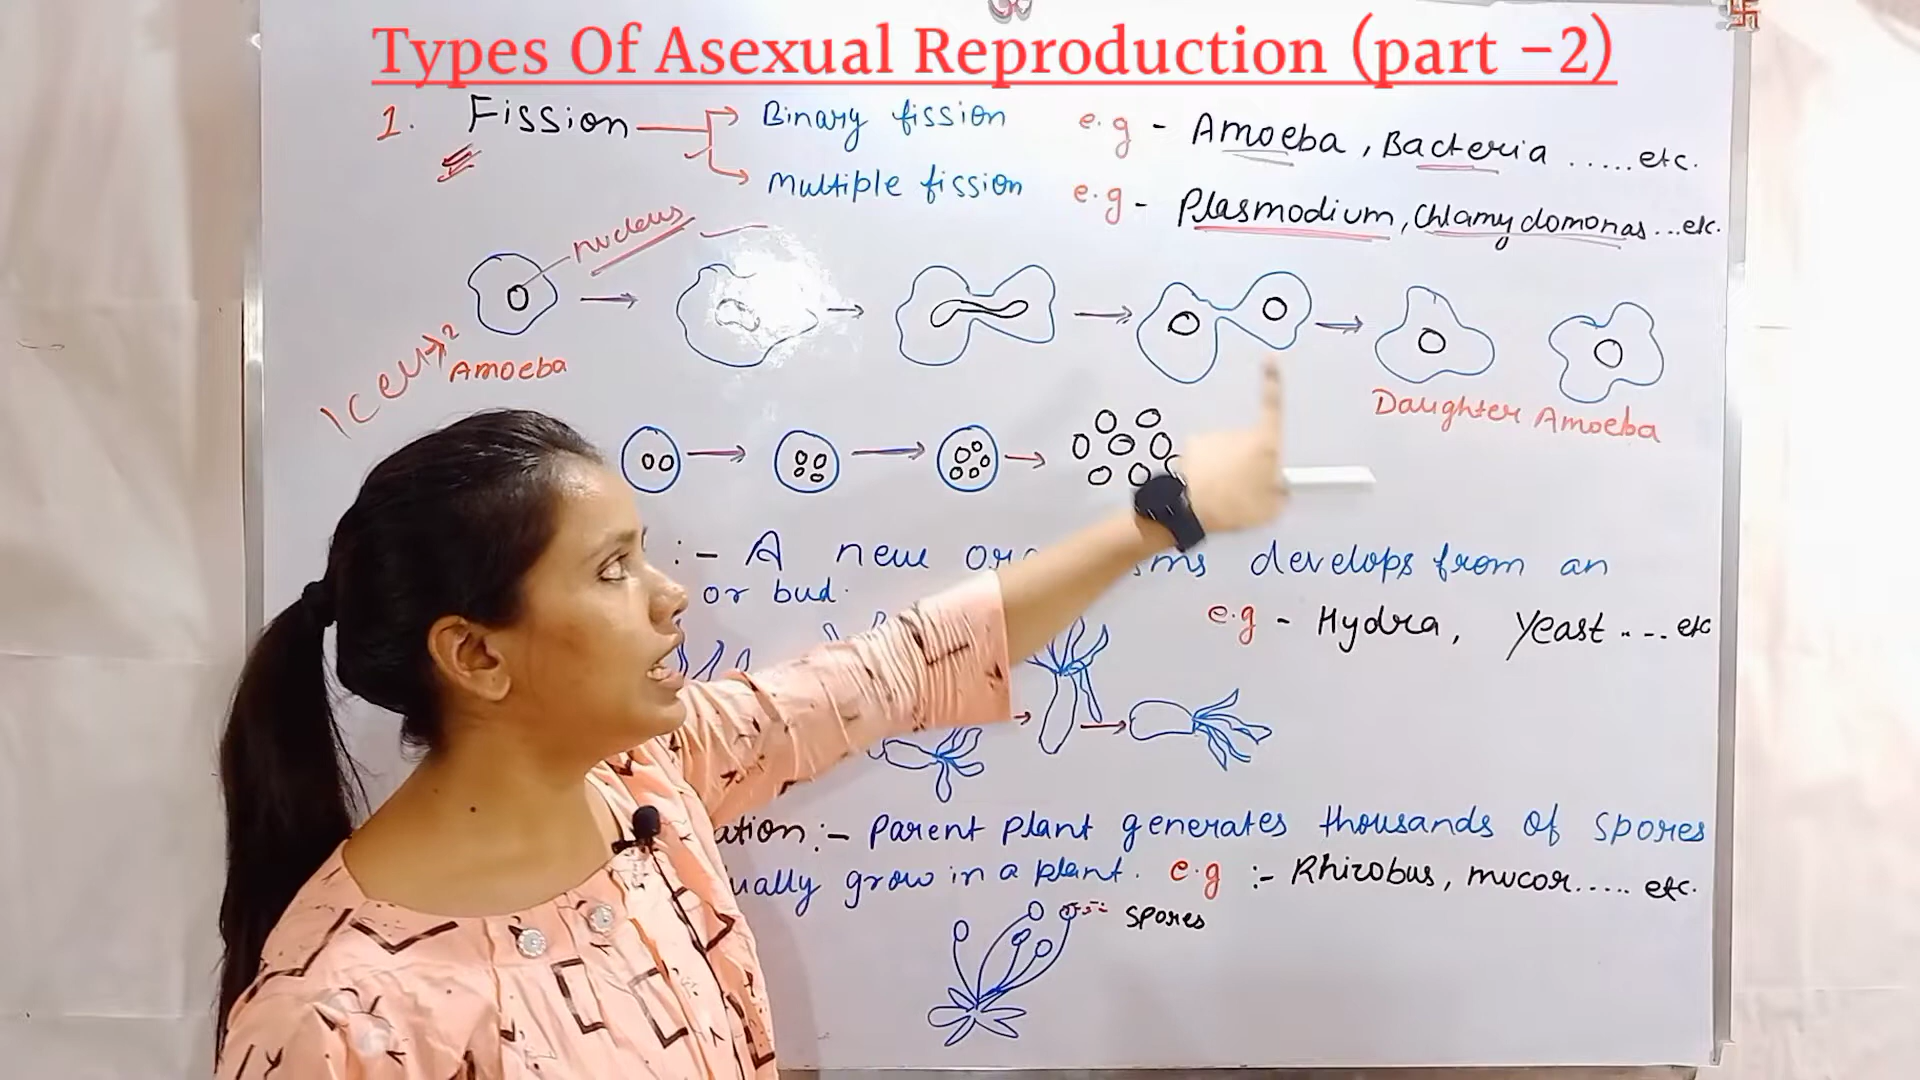 Types Of Asexual Reproduction (part -2)
1. Fission
Binary fission e.g - Amoeba, Bacteria ..... etc.
Multiple fission e.g - Plasmodium, Chlamydomonas ... etc.
nucleus
1 cell → 2
Amoeba
Daughter Amoeba
:- A new develops from an
or bud.
e.g - Hydra, Yeast .... etc
ation :- Parent plant generates thousands of spores
ually grow in a plant. e.g :- Rhizobus, mucor..... etc.
spores